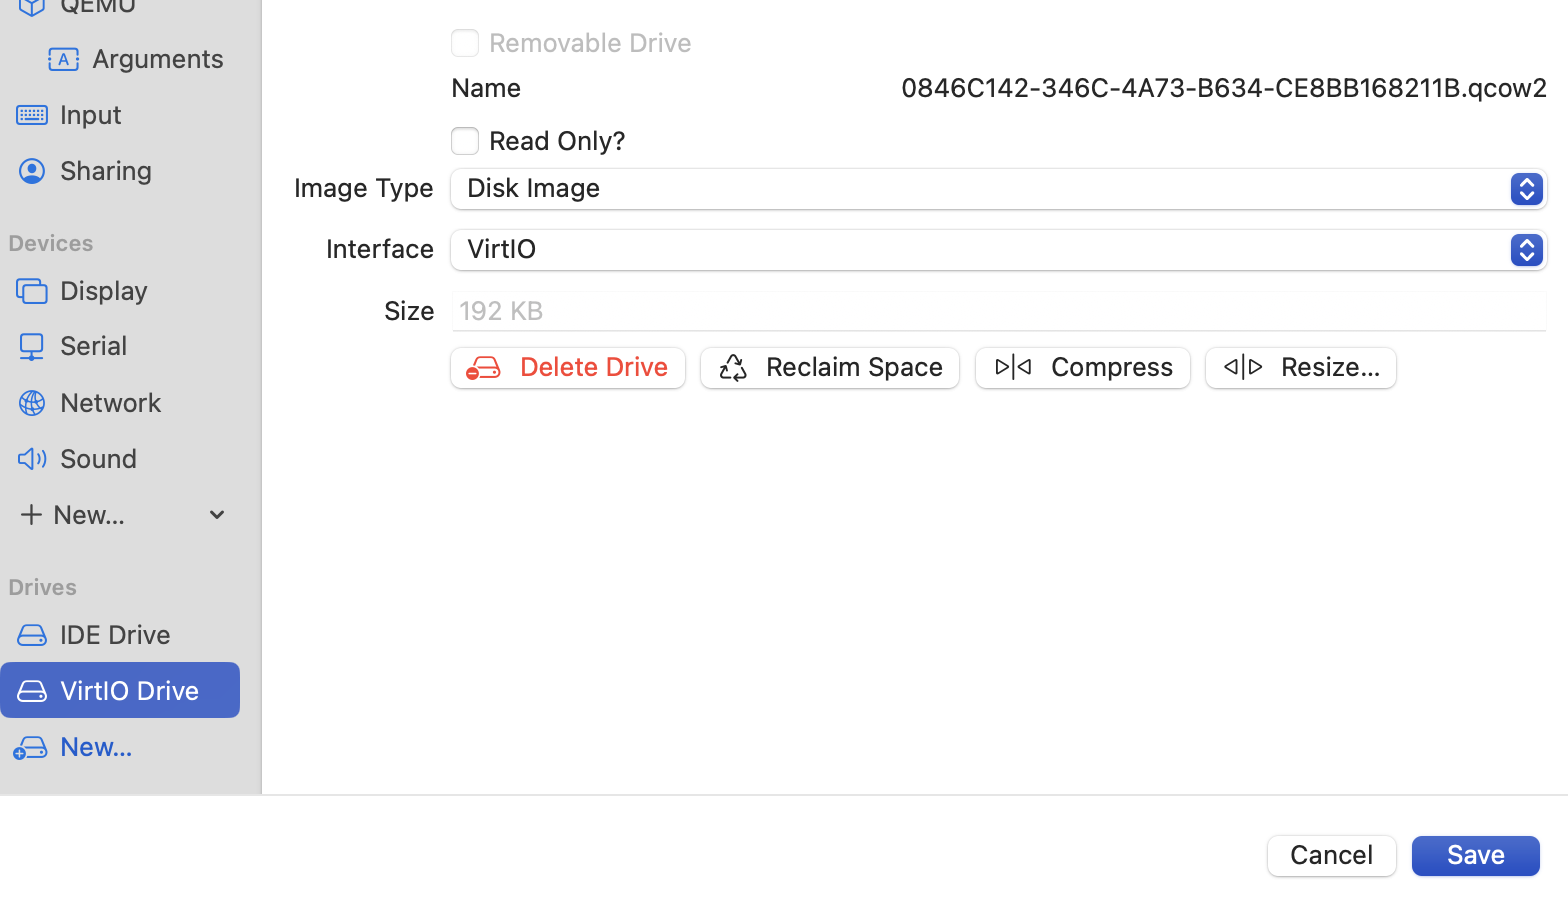 QEMU
Arguments
Input
Sharing
Devices
Display
Serial
Network
Sound
New...
Drives
IDE Drive
VirtIO Drive
New...
Removable Drive
Name 0846C142-346C-4A73-B634-CE8BB168211B.qcow2
Read Only?
Image Type Disk Image
Interface VirtIO
Size 192 KB
Delete Drive Reclaim Space Compress Resize...
Cancel Save